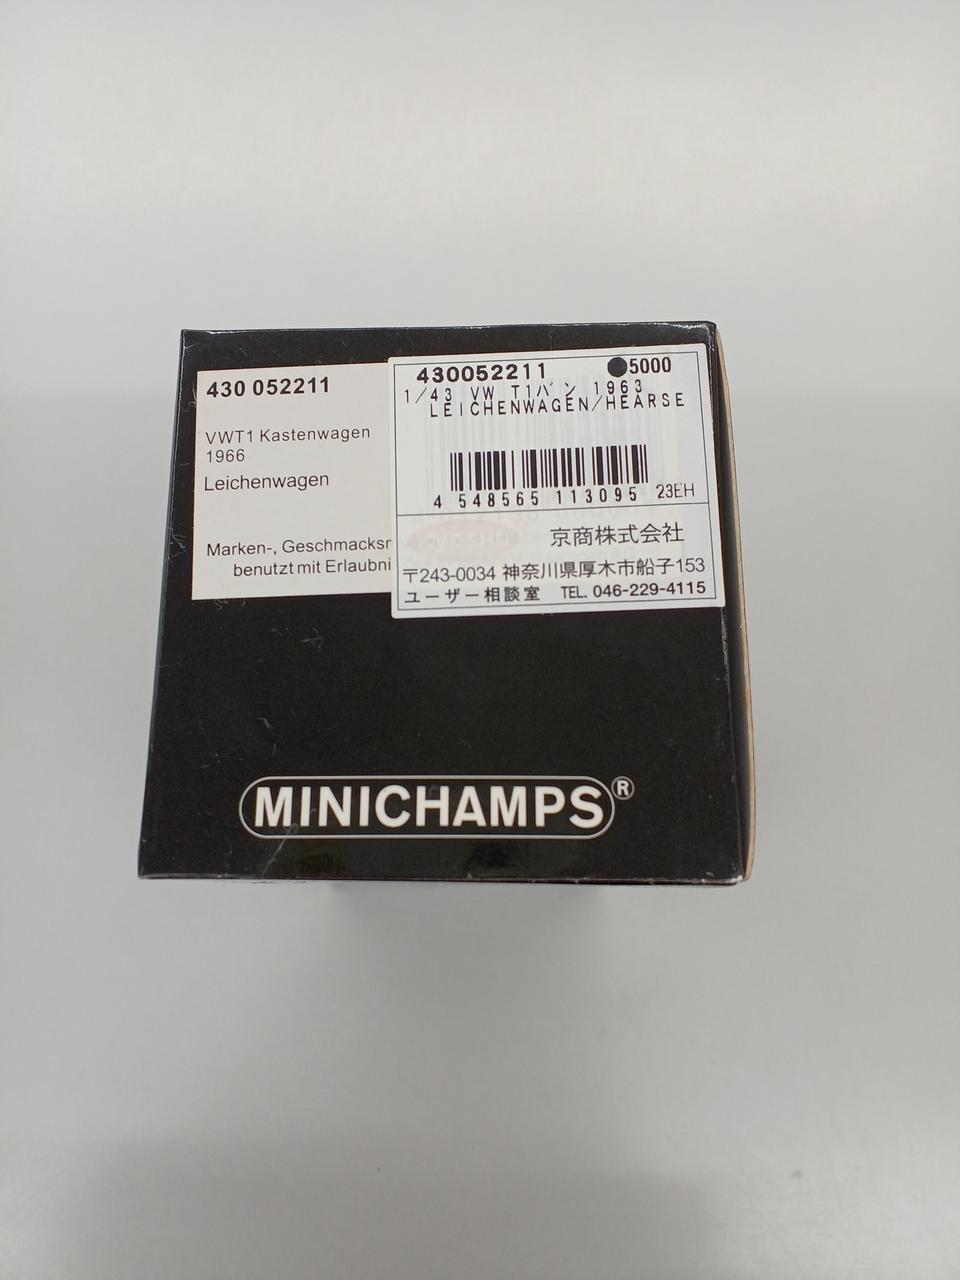 430 052211
VWT1 Kastenwagen
1966
Leichenwagen
Marken-, Geschmacksr
benutzt mit Erlaubni
430052211 ●5000
1/43 VW T1バン 1963
LEICHENWAGEN/HEARSE
4 548565 113095 23EH
京商株式会社
〒243-0034 神奈川県厚木市船子153
ユーザー相談室 TEL. 046-229-4115
MINICHAMPS®